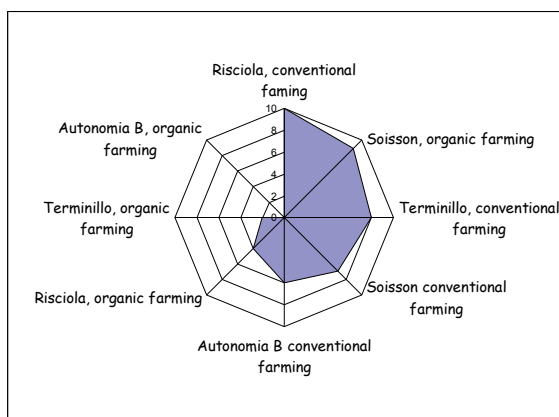 Risciola, conventional
faming
10
8
6
4
2
0
Soisson, organic farming
Terminillo, conventional
farming
Soisson conventional
farming
Autonomia B conventional
farming
Risciola, organic farming
Terminillo, organic
farming
Autonomia B, organic
farming